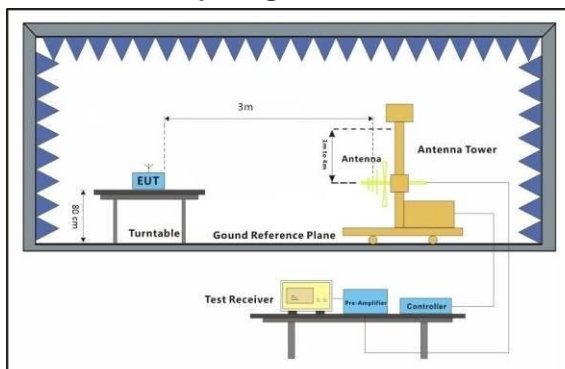 3m
1m to 4m
Antenna
Antenna Tower
EUT
80 cm
Turntable
Gound Reference Plane
Test Receiver
Pre-Amplifier
Controller